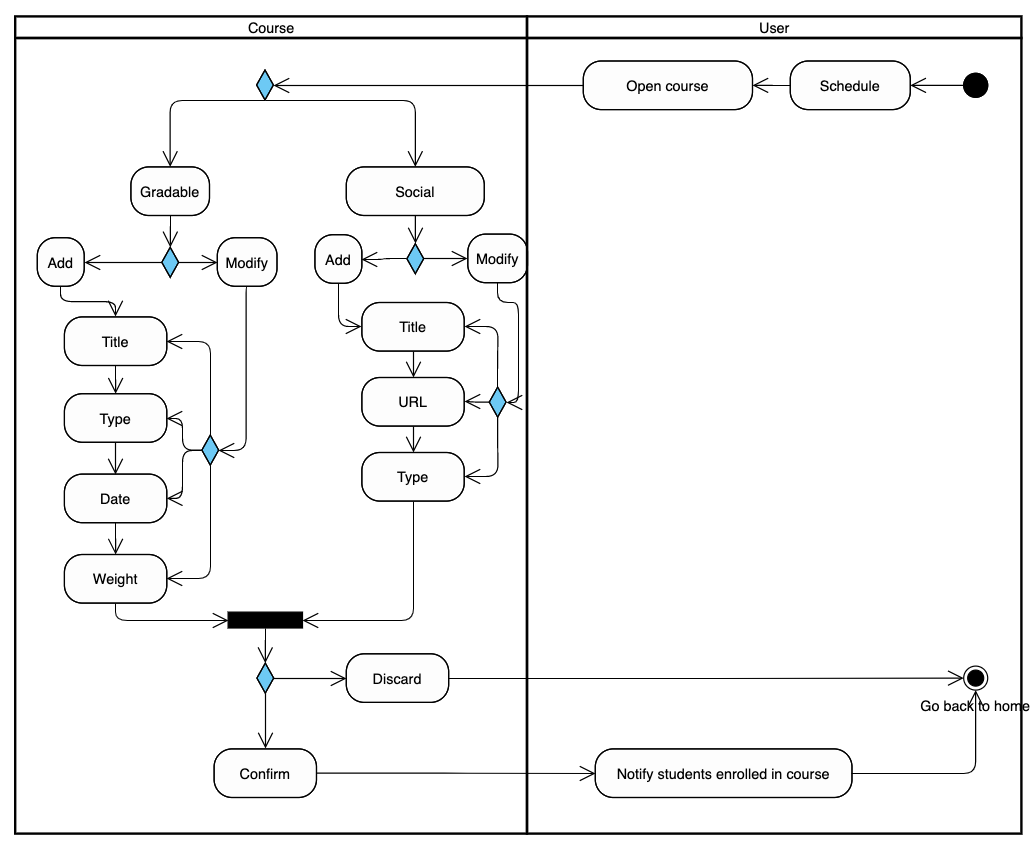 Course
User
Open course
Schedule
Gradable
Social
Add
Modify
Add
Modify
Title
Title
Type
URL
Date
Type
Weight
Discard
Go back to home
Confirm
Notify students enrolled in course